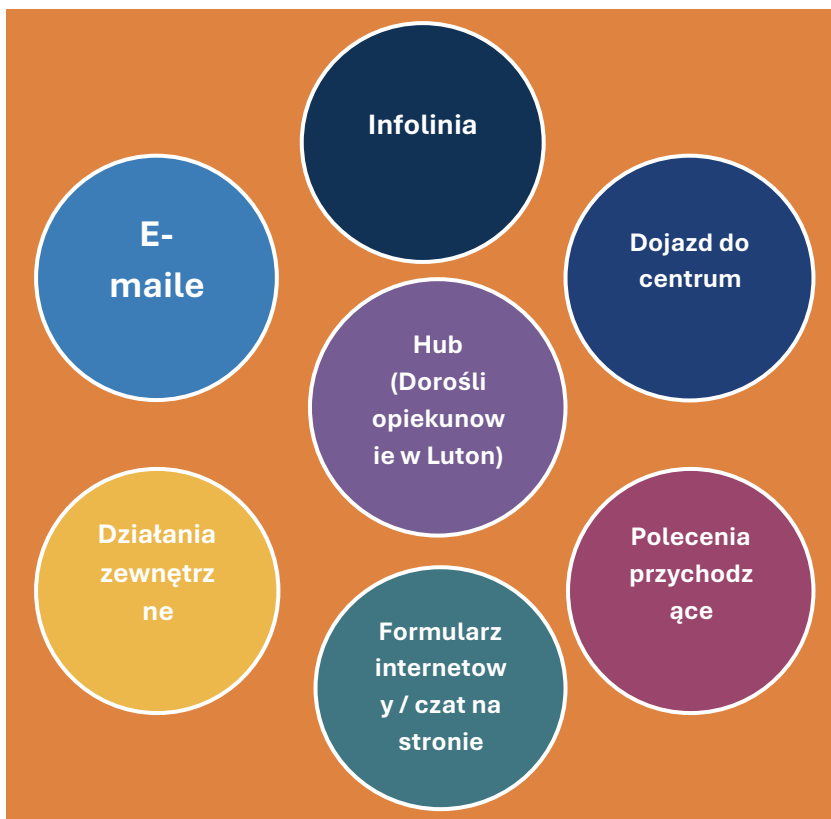 Infolinia
E-
maile
Dojazd do
centrum
Hub
(Dorośli
opiekunow
ie w Luton)
Działania
zewnętrz
ne
Polecenia
przychodz
ące
Formularz
internetow
y / czat na
stronie